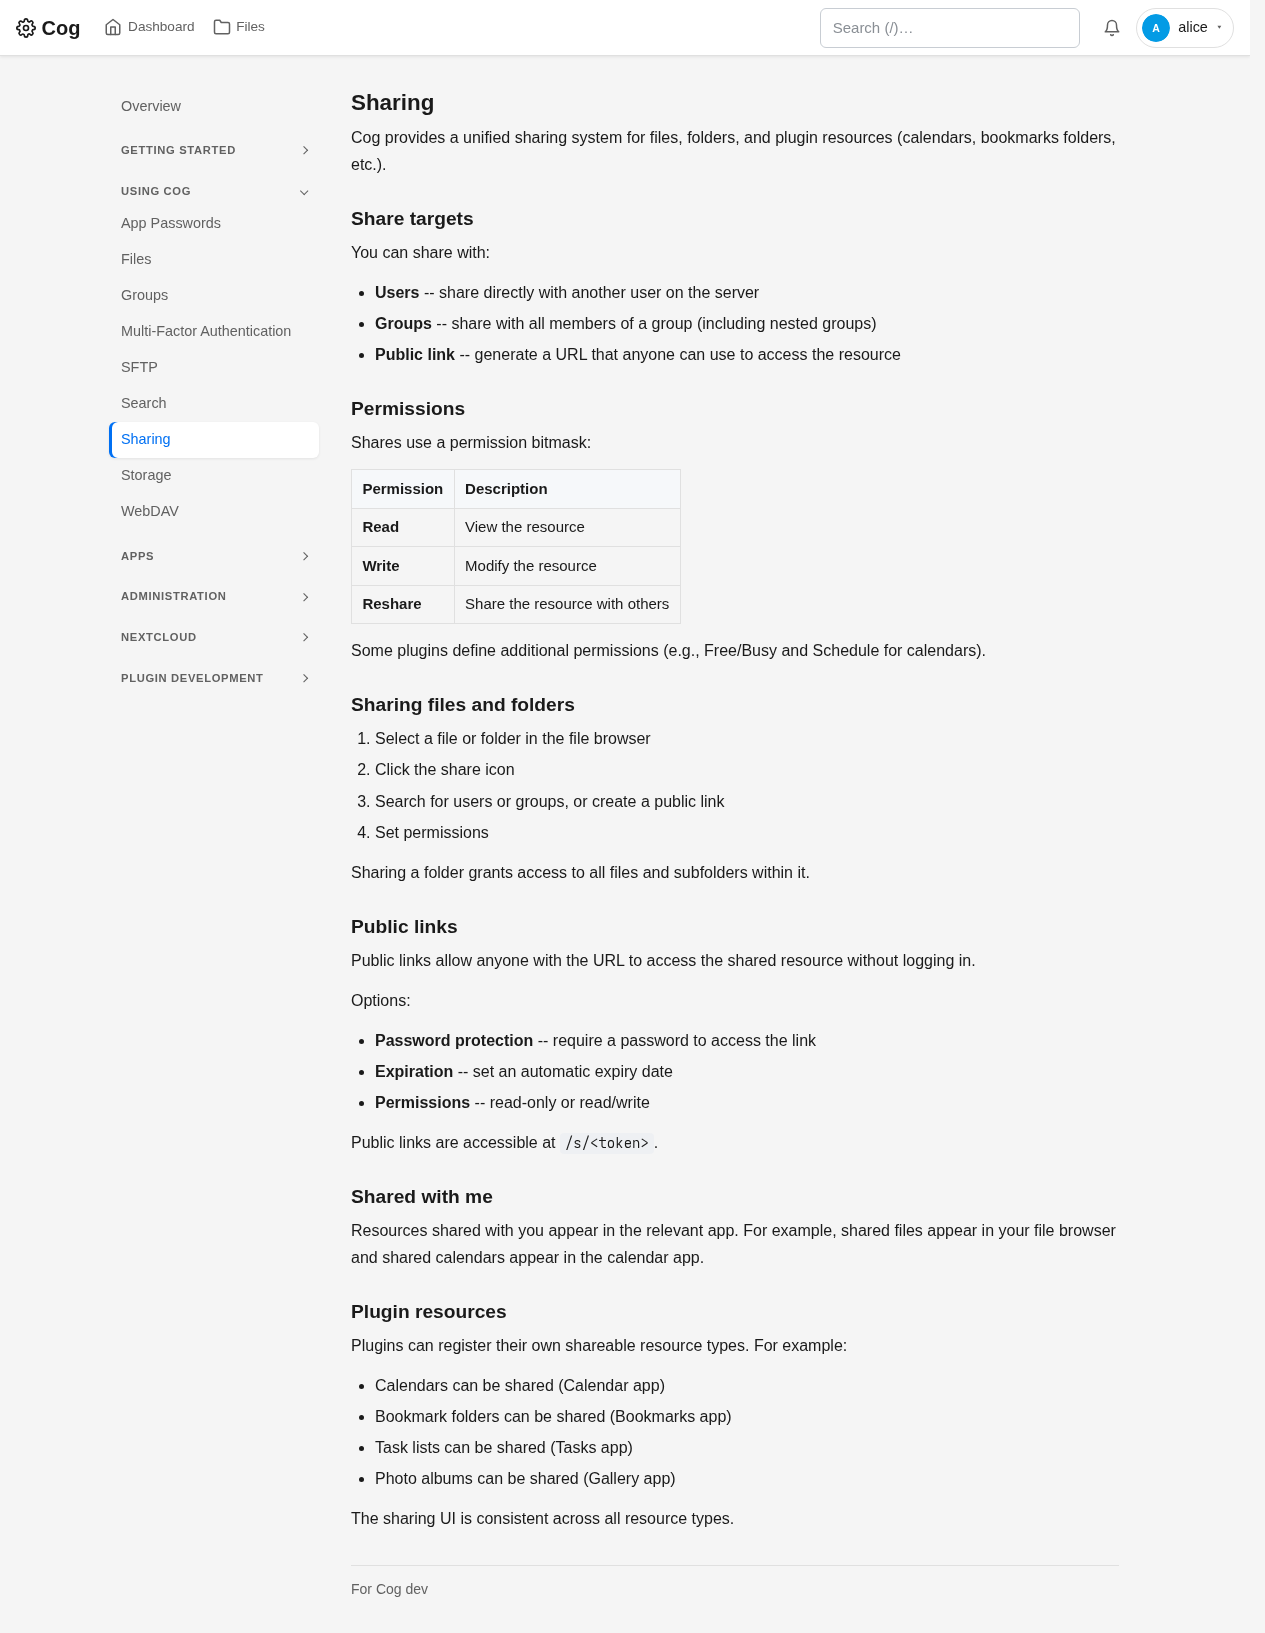 Cog Dashboard Files Search (/)… A alice
Overview
GETTING STARTED
USING COG
App Passwords
Files
Groups
Multi-Factor Authentication
SFTP
Search
Sharing
Storage
WebDAV
APPS
ADMINISTRATION
NEXTCLOUD
PLUGIN DEVELOPMENT
Sharing
Cog provides a unified sharing system for files, folders, and plugin resources (calendars, bookmarks folders,
etc.).
Share targets
You can share with:
• Users -- share directly with another user on the server
• Groups -- share with all members of a group (including nested groups)
• Public link -- generate a URL that anyone can use to access the resource
Permissions
Shares use a permission bitmask:
Permission Description
Read View the resource
Write Modify the resource
Reshare Share the resource with others
Some plugins define additional permissions (e.g., Free/Busy and Schedule for calendars).
Sharing files and folders
1. Select a file or folder in the file browser
2. Click the share icon
3. Search for users or groups, or create a public link
4. Set permissions
Sharing a folder grants access to all files and subfolders within it.
Public links
Public links allow anyone with the URL to access the shared resource without logging in.
Options:
• Password protection -- require a password to access the link
• Expiration -- set an automatic expiry date
• Permissions -- read-only or read/write
Public links are accessible at /s/<token>.
Shared with me
Resources shared with you appear in the relevant app. For example, shared files appear in your file browser
and shared calendars appear in the calendar app.
Plugin resources
Plugins can register their own shareable resource types. For example:
• Calendars can be shared (Calendar app)
• Bookmark folders can be shared (Bookmarks app)
• Task lists can be shared (Tasks app)
• Photo albums can be shared (Gallery app)
The sharing UI is consistent across all resource types.
For Cog dev